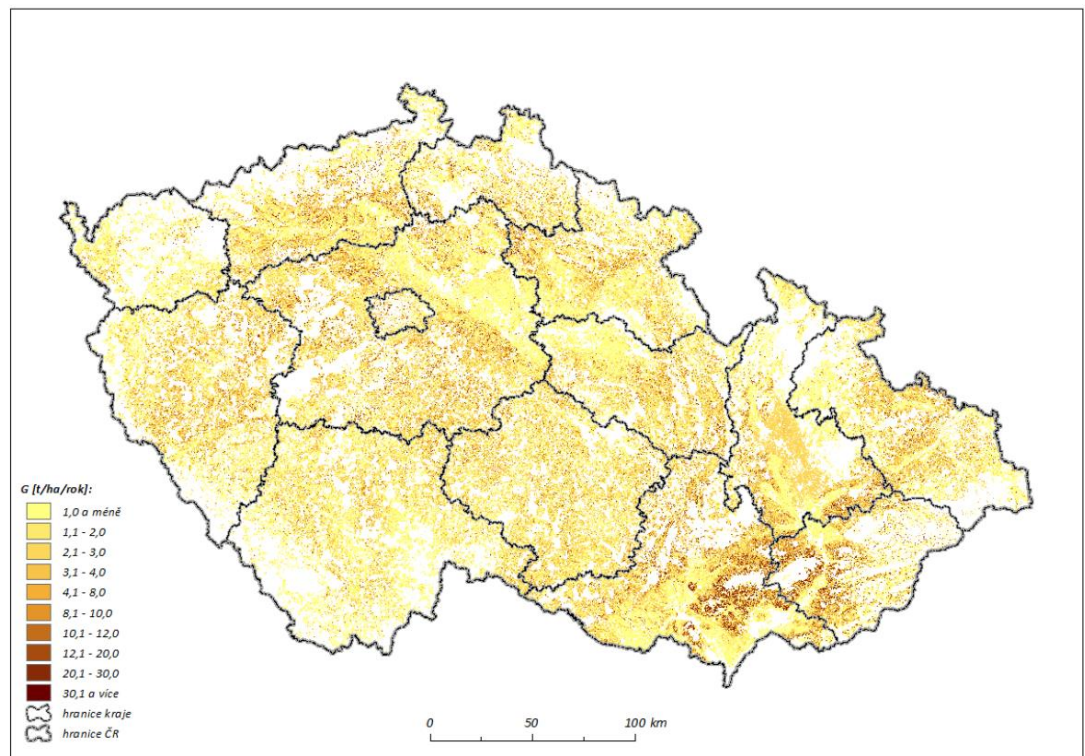 G [t/ha/rok]:
1,0 a méně
1,1 - 2,0
2,1 - 3,0
3,1 - 4,0
4,1 - 8,0
8,1 - 10,0
10,1 - 12,0
12,1 - 20,0
20,1 - 30,0
30,1 a více
hranice kraje
hranice ČR
0 50 100 km